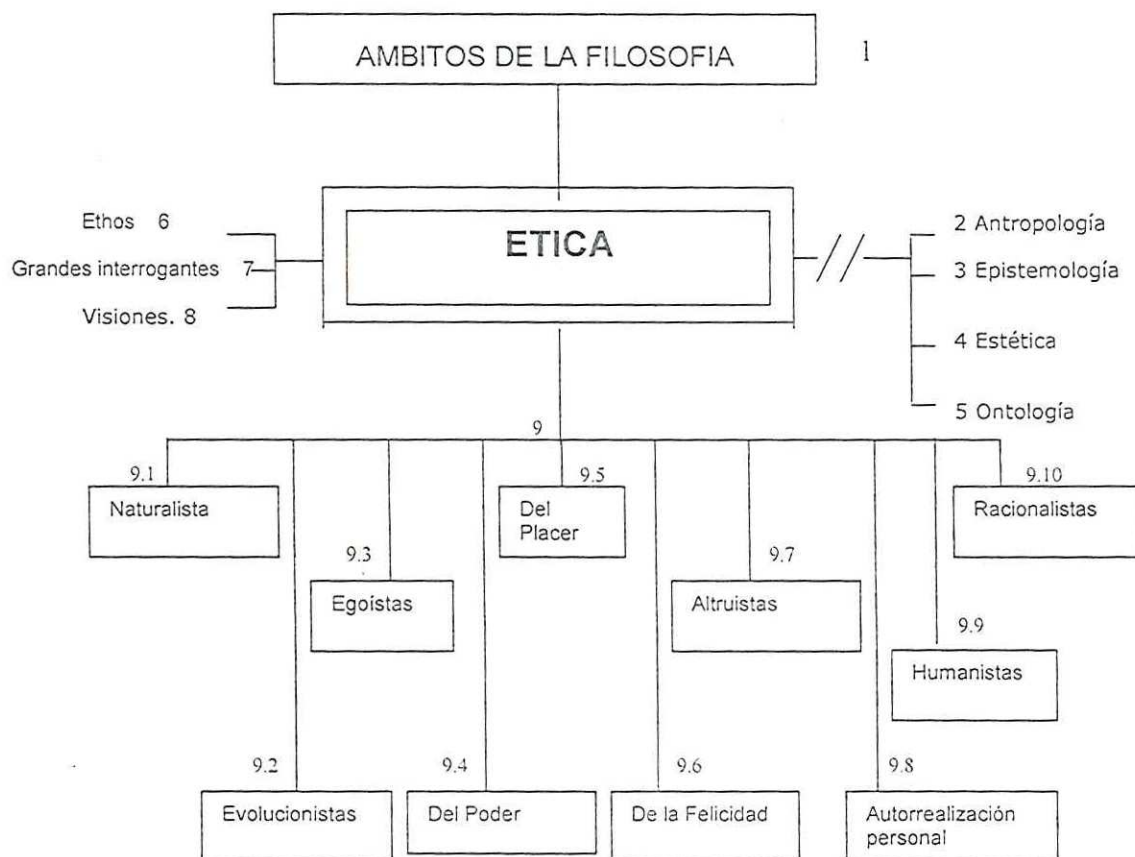 AMBITOS DE LA FILOSOFIA 1
ETICA
Ethos 6
Grandes interrogantes 7
Visiones. 8
2 Antropología
3 Epistemología
4 Estética
5 Ontología
9
9.1
Naturalista
9.2
Evolucionistas
9.3
Egoístas
9.4
Del Poder
9.5
Del
Placer
9.6
De la Felicidad
9.7
Altruistas
9.8
Autorrealización
personal
9.9
Humanistas
9.10
Racionalistas